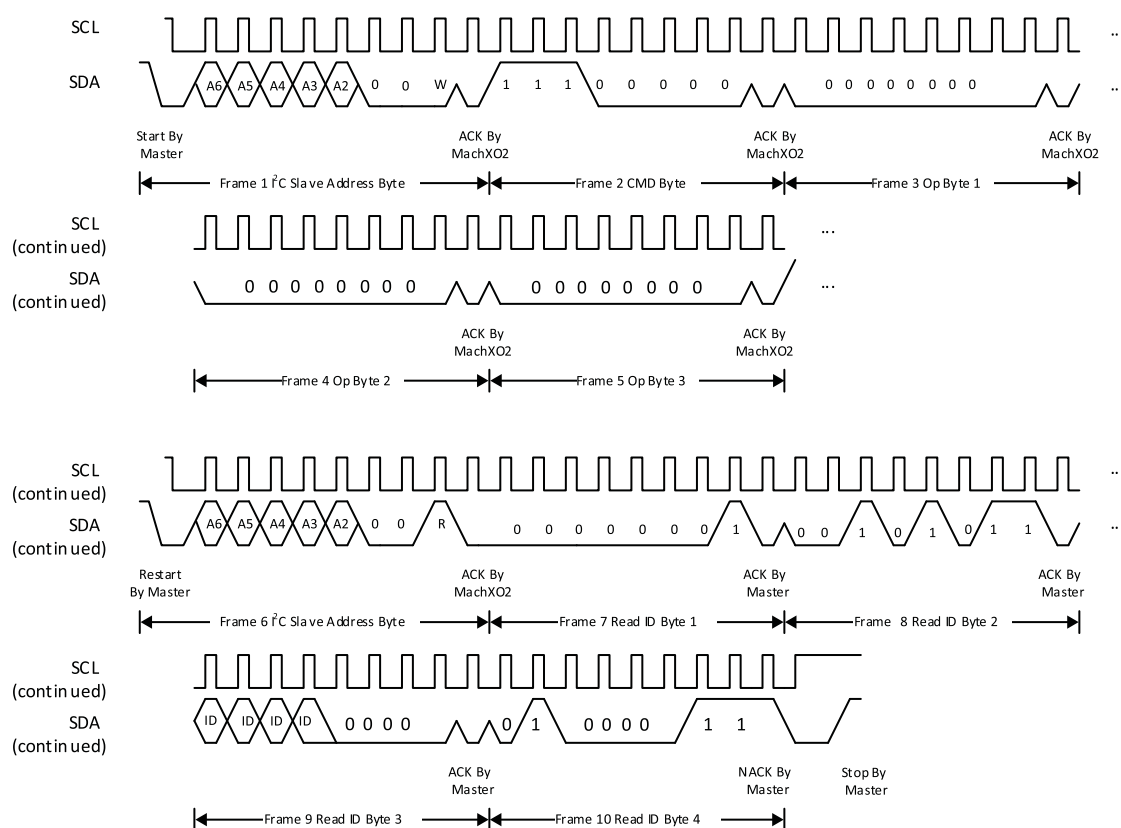 SCL ..
SDA A6 A5 A4 A3 A2 0 0 W 1 1 1 0 0 0 0 0 0 0 0 0 0 0 0 0 ..
Start By Master
ACK By MachXO2
ACK By MachXO2
ACK By MachXO2
Frame 1 I2C Slave Address Byte
Frame 2 CMD Byte
Frame 3 Op Byte 1
SCL (continued) ...
SDA (continued) 0 0 0 0 0 0 0 0 0 0 0 0 0 0 0 0 ...
ACK By MachXO2
ACK By MachXO2
Frame 4 Op Byte 2
Frame 5 Op Byte 3
SCL (continued) ..
SDA (continued) A6 A5 A4 A3 A2 0 0 R 0 0 0 0 0 0 0 1 0 0 1 0 1 0 1 1 ..
Restart By Master
ACK By MachXO2
ACK By Master
ACK By Master
Frame 6 I2C Slave Address Byte
Frame 7 Read ID Byte 1
Frame 8 Read ID Byte 2
SCL (continued)
SDA (continued) ID ID ID ID 0 0 0 0 0 1 0 0 0 0 1 1
ACK By Master
NACK By Master
Stop By Master
Frame 9 Read ID Byte 3
Frame 10 Read ID Byte 4